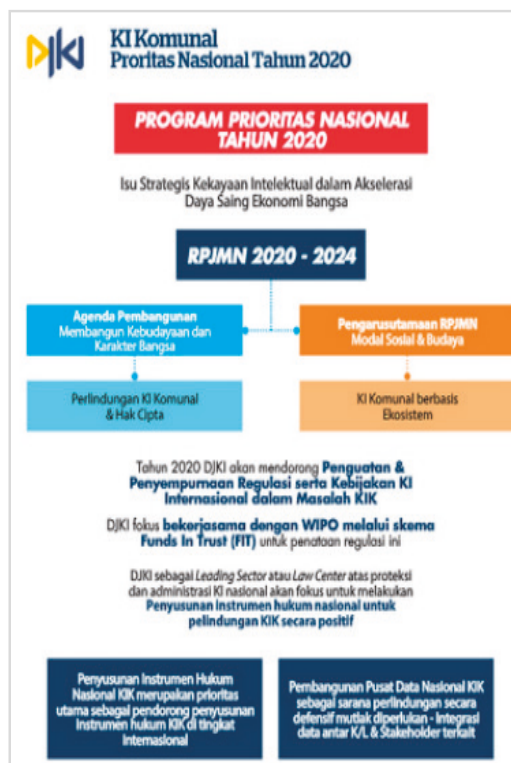 DJKI
KI Komunal
Proritas Nasional Tahun 2020
PROGRAM PRIORITAS NASIONAL
TAHUN 2020
Isu Strategis Kekayaan Intelektual dalam Akselerasi
Daya Saing Ekonomi Bangsa
RPJMN 2020 - 2024
Agenda Pembangunan
Membangun Kebudayaan dan
Karakter Bangsa
Pengarusutamaan RPJMN
Modal Sosial & Budaya
Perlindungan KI Komunal
& Hak Cipta
KI Komunal berbasis
Ekosistem
Tahun 2020 DJKI akan mendorong Penguatan &
Penyempurnaan Regulasi serta Kebijakan KI
Internasional dalam Masalah KIK
DJKI fokus bekerjasama dengan WIPO melalui skema
Funds In Trust (FIT) untuk penataan regulasi ini
DJKI sebagai Leading Sector atau Law Center atas proteksi
dan administrasi KI nasional akan fokus untuk melakukan
Penyusunan Instrumen hukum nasional untuk
pelindungan KIK secara positif
Penyusunan Instrumen Hukum
Nasional KIK merupakan prioritas
utama sebagai pendorong penyusunan
Instrumen hukum KIK di tingkat
Internasional
Pembangunan Pusat Data Nasional KIK
sebagai sarana perlindungan secara
defensif mutlak diperlukan - Integrasi
data antar K/L & Stakeholder terkait